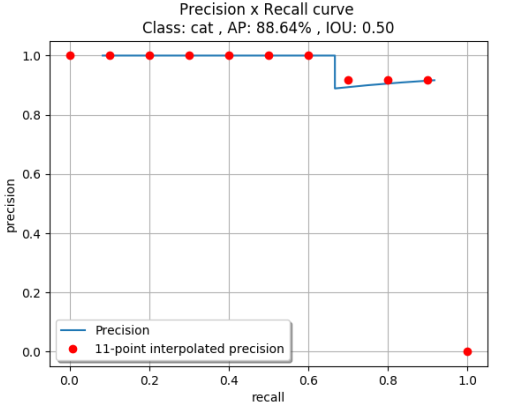 Precision x Recall curve
Class: cat , AP: 88.64% , IOU: 0.50
1.0
0.8
0.6
0.4
0.2
0.0
precision
Precision
11-point interpolated precision
0.0 0.2 0.4 0.6 0.8 1.0
recall